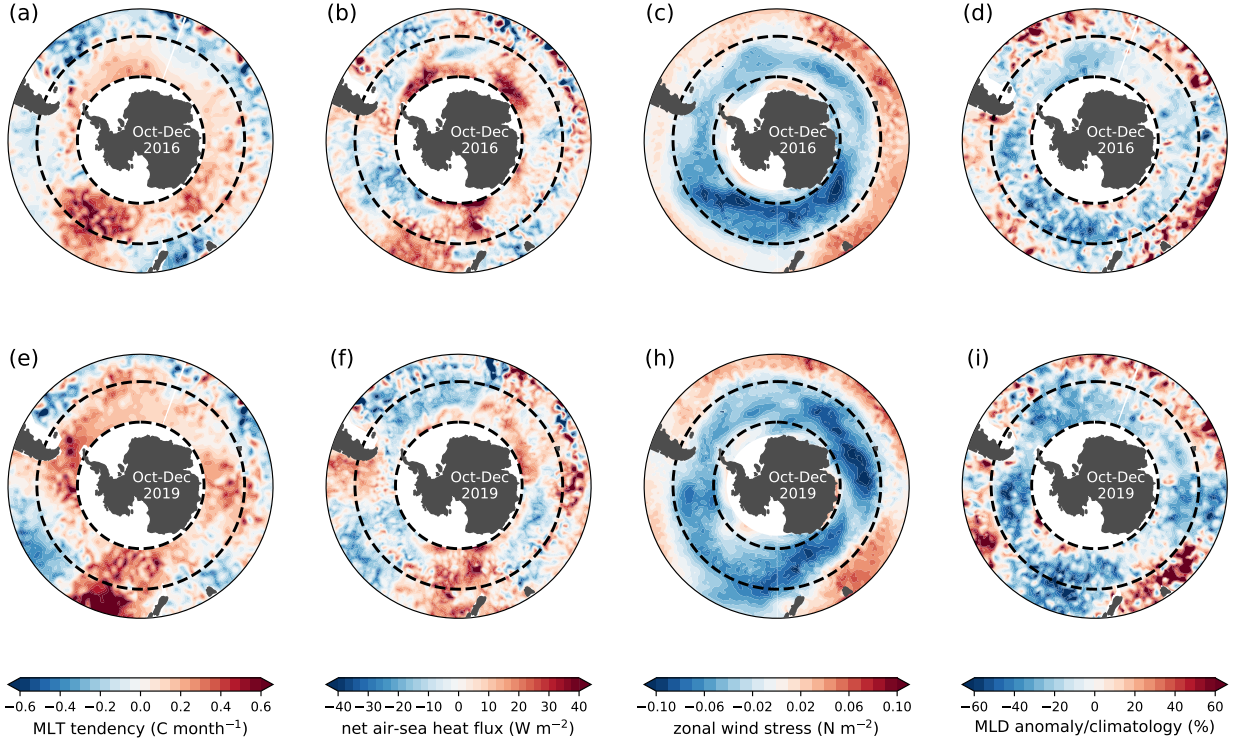 (a) (b) (c) (d)
Oct-Dec 2016 Oct-Dec 2016 Oct-Dec 2016 Oct-Dec 2016
(e) (f) (h) (i)
Oct-Dec 2019 Oct-Dec 2019 Oct-Dec 2019 Oct-Dec 2019
−0.6 −0.4 −0.2 0.0 0.2 0.4 0.6
MLT tendency (C month⁻¹)
−40 −30 −20 −10 0 10 20 30 40
net air-sea heat flux (W m⁻²)
−0.10 −0.06 −0.02 0.02 0.06 0.10
zonal wind stress (N m⁻²)
−60 −40 −20 0 20 40 60
MLD anomaly/climatology (%)